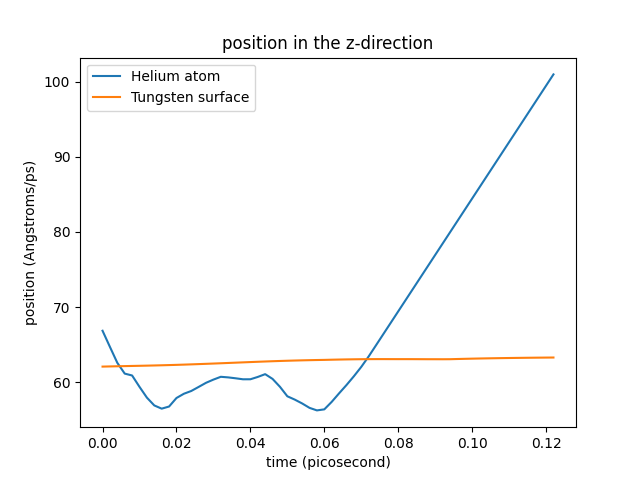 position in the z-direction
Helium atom
Tungsten surface
position (Angstroms/ps)
100
90
80
70
60
0.00 0.02 0.04 0.06 0.08 0.10 0.12
time (picosecond)